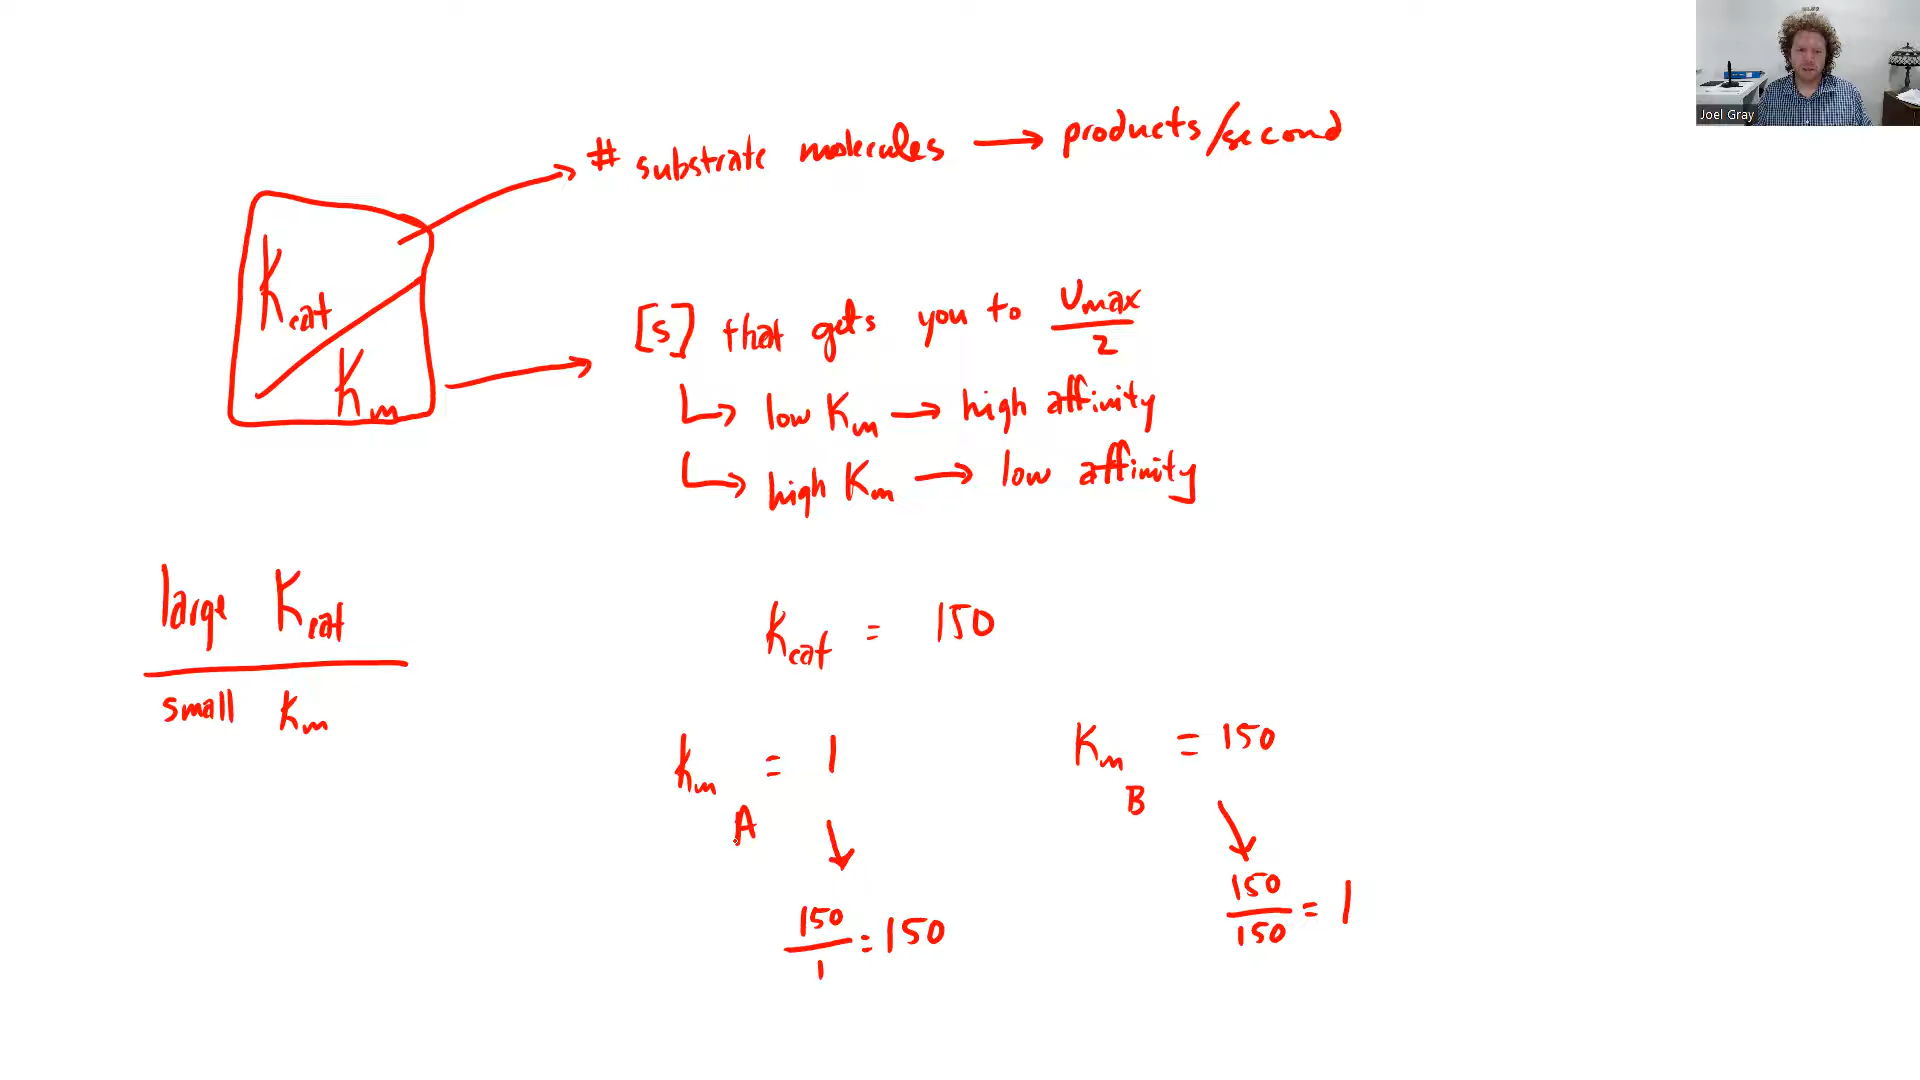 Joel Gray
# substrate molecules → products/second
Kcat / Km
[S] that gets you to Vmax/2
↳ low Km → high affinity
↳ high Km → low affinity
large Kcat
small Km
Kcat = 150
Km A = 1
Km B = 150
150/1 = 150
150/150 = 1